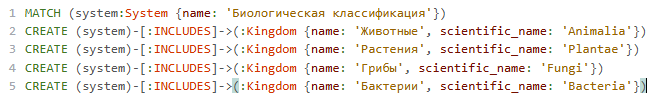 1 MATCH (system:System {name: 'Биологическая классификация'})
2 CREATE (system)-[:INCLUDES]->(:Kingdom {name: 'Животные', scientific_name: 'Animalia'})
3 CREATE (system)-[:INCLUDES]->(:Kingdom {name: 'Растения', scientific_name: 'Plantae'})
4 CREATE (system)-[:INCLUDES]->(:Kingdom {name: 'Грибы', scientific_name: 'Fungi'})
5 CREATE (system)-[:INCLUDES]->(:Kingdom {name: 'Бактерии', scientific_name: 'Bacteria'})